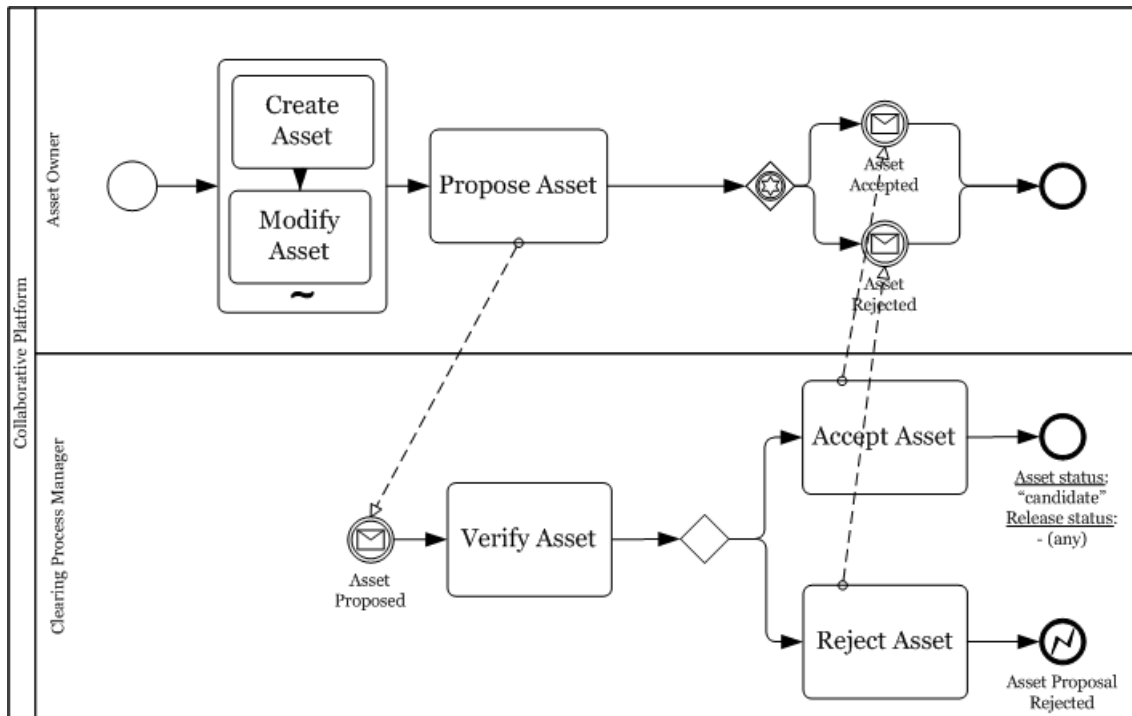 Collaborative Platform
Asset Owner
Create
Asset
Modify
Asset
~
Propose Asset
Asset
Accepted
Asset
Rejected
Clearing Process Manager
Asset
Proposed
Verify Asset
Accept Asset
Asset status:
“candidate”
Release status:
- (any)
Reject Asset
Asset Proposal
Rejected